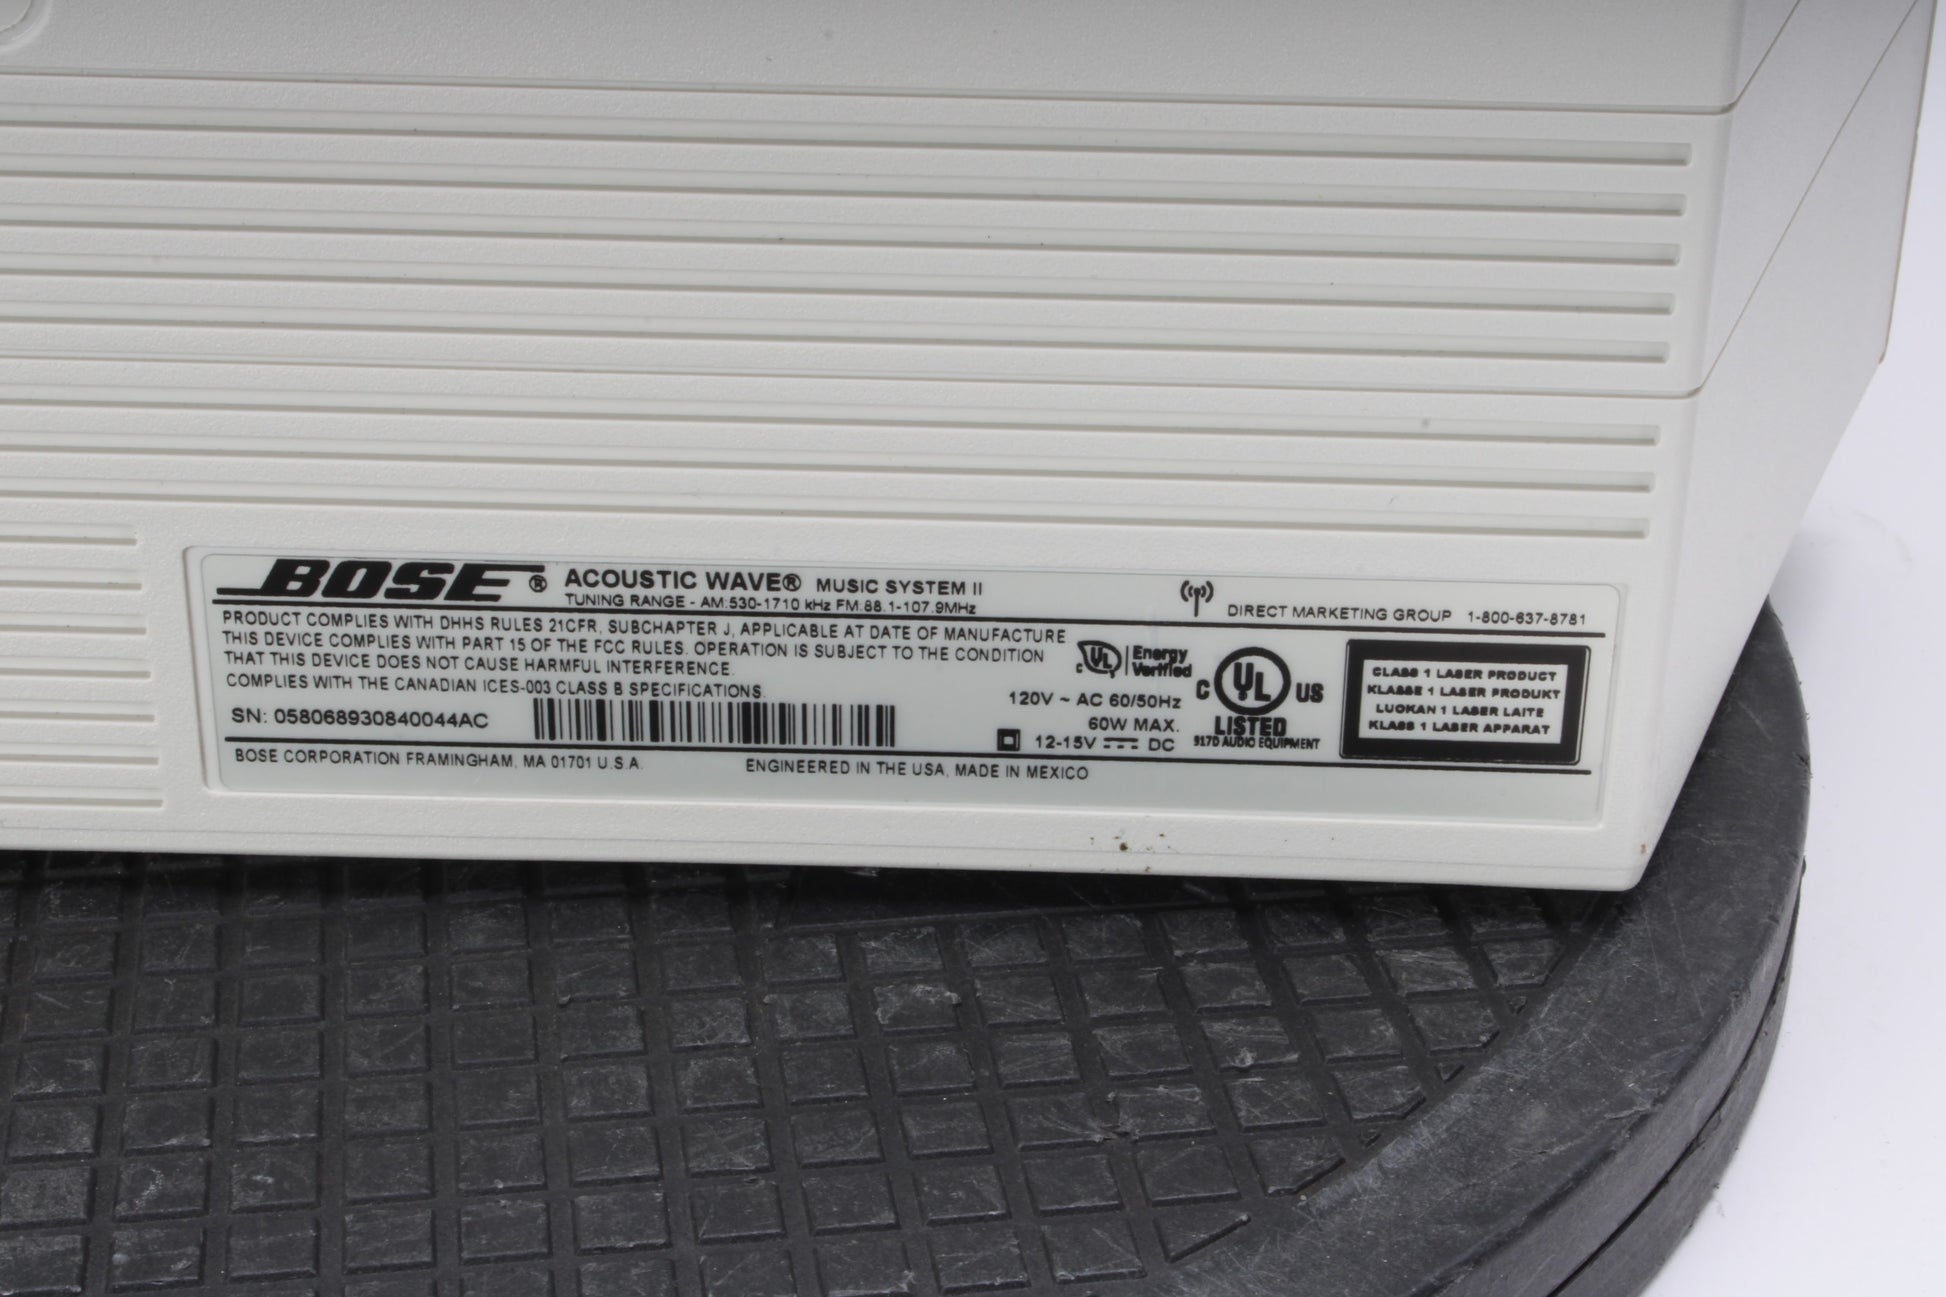 BOSE® ACOUSTIC WAVE® MUSIC SYSTEM II
TUNING RANGE - AM:530-1710 kHz FM:88.1-107.9MHz
DIRECT MARKETING GROUP 1-800-637-8781
PRODUCT COMPLIES WITH DHHS RULES 21CFR, SUBCHAPTER J, APPLICABLE AT DATE OF MANUFACTURE
THIS DEVICE COMPLIES WITH PART 15 OF THE FCC RULES. OPERATION IS SUBJECT TO THE CONDITION
THAT THIS DEVICE DOES NOT CAUSE HARMFUL INTERFERENCE.
COMPLIES WITH THE CANADIAN ICES-003 CLASS B SPECIFICATIONS.
SN: 058068930840044AC
c UL Energy
Verified
120V ~ AC 60/50Hz
60W MAX.
12-15V DC
C UL US
LISTED
917D AUDIO EQUIPMENT
CLASS 1 LASER PRODUCT
KLASSE 1 LASER PRODUKT
LUOKAN 1 LASER LAITE
KLASS 1 LASER APPARAT
BOSE CORPORATION FRAMINGHAM, MA 01701 U.S.A.
ENGINEERED IN THE USA, MADE IN MEXICO